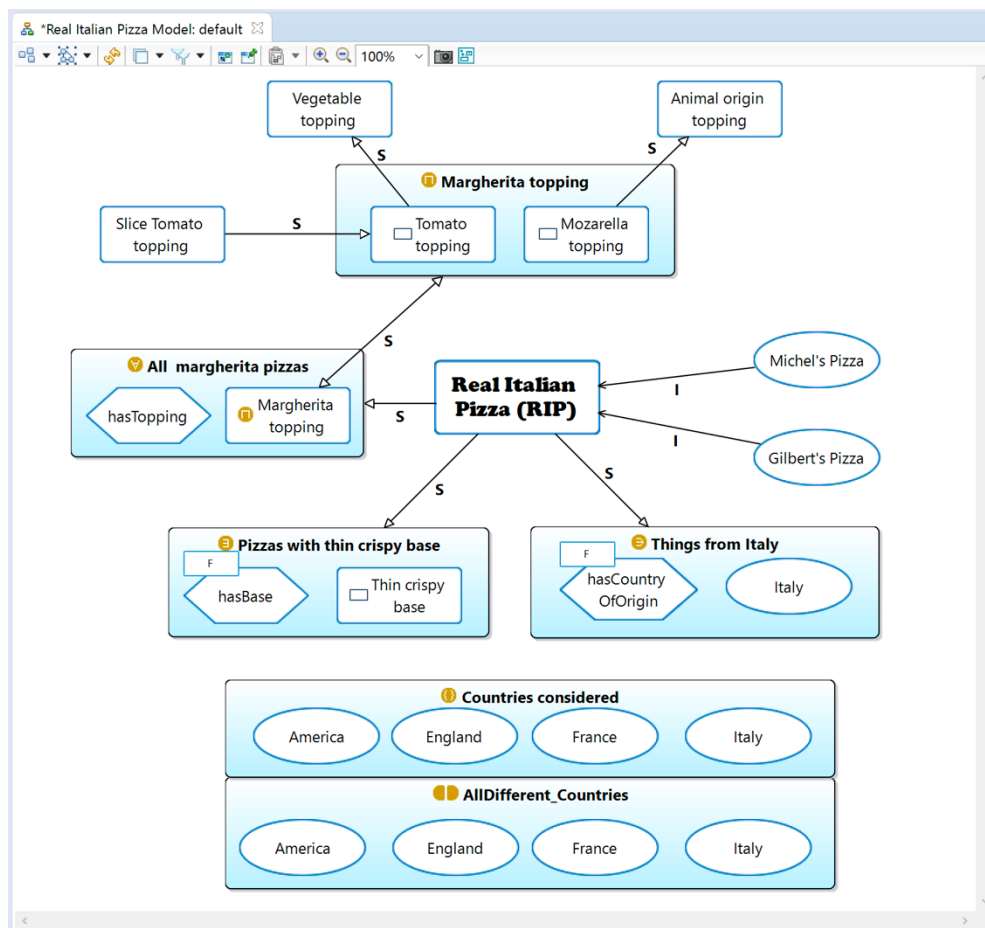 *Real Italian Pizza Model: default
100%
Vegetable
topping
Animal origin
topping
S
S
Margherita topping
Slice Tomato
topping
S
Tomato
topping
Mozarella
topping
S
All  margherita pizzas
hasTopping
Margherita
topping
S
Real Italian
Pizza (RIP)
Michel's Pizza
I
I
Gilbert's Pizza
S
S
Pizzas with thin crispy base
F
hasBase
Thin crispy
base
Things from Italy
F
hasCountry
OfOrigin
Italy
Countries considered
America
England
France
Italy
AllDifferent_Countries
America
England
France
Italy